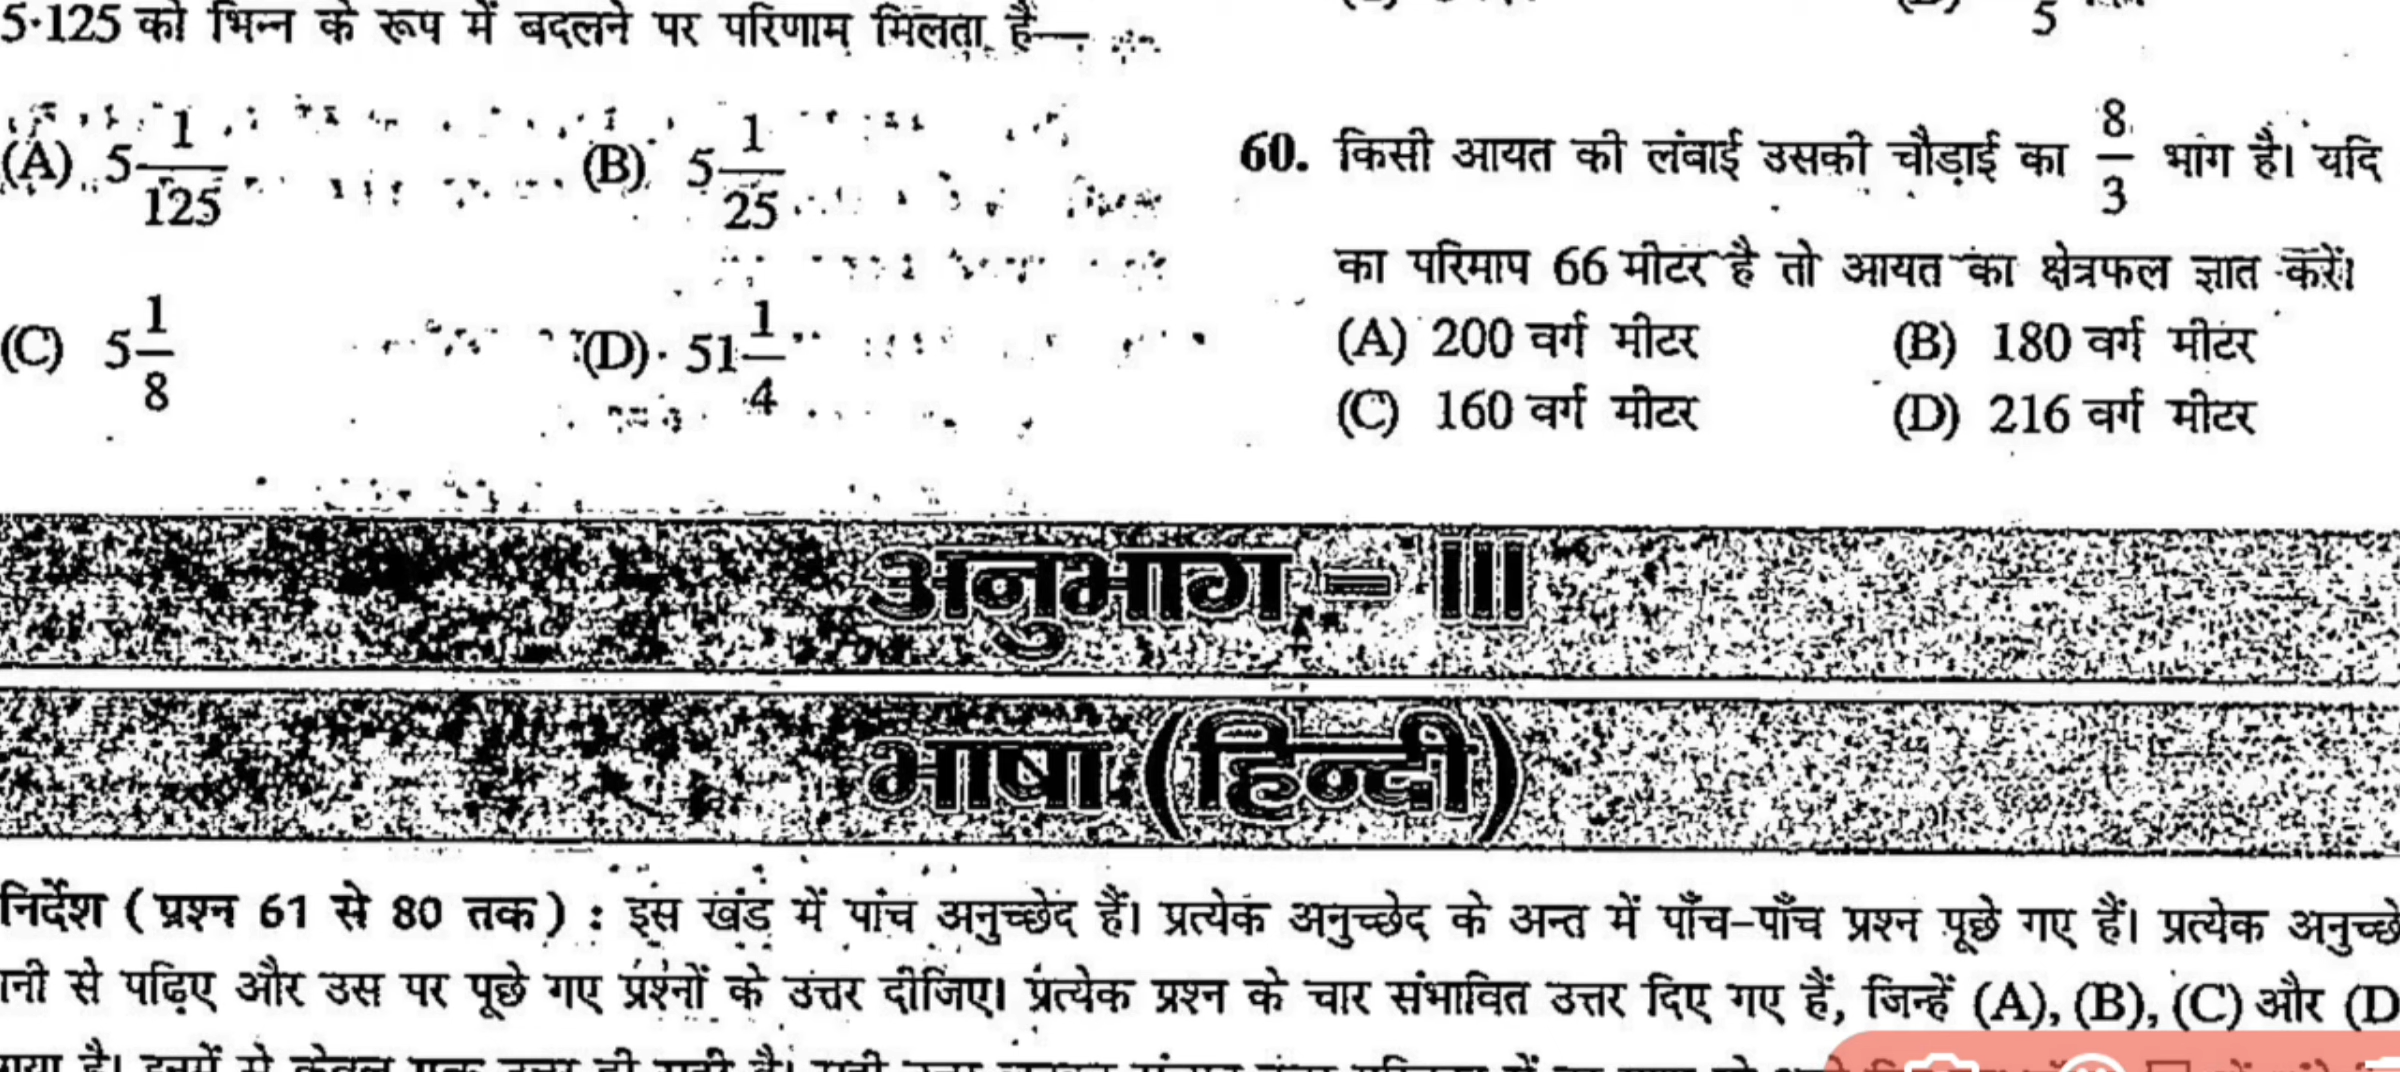 5·125 को भिन्न के रूप में बदलने पर परिणाम मिलता है—
(A) 5 1/125 (B) 5 1/25
(C) 5 1/8 (D) 51 1/4
5
60. किसी आयत की लंबाई उसकी चौड़ाई का 8/3 भाग है। यदि
का परिमाप 66 मीटर है तो आयत का क्षेत्रफल ज्ञात करें।
(A) 200 वर्ग मीटर (B) 180 वर्ग मीटर
(C) 160 वर्ग मीटर (D) 216 वर्ग मीटर
अनुभाग – III
भाषा (हिन्दी)
निर्देश (प्रश्न 61 से 80 तक) : इस खंड में पांच अनुच्छेद हैं। प्रत्येक अनुच्छेद के अन्त में पाँच-पाँच प्रश्न पूछे गए हैं। प्रत्येक अनुच्छे
नी से पढ़िए और उस पर पूछे गए प्रश्नों के उत्तर दीजिए। प्रत्येक प्रश्न के चार संभावित उत्तर दिए गए हैं, जिन्हें (A), (B), (C) और (D